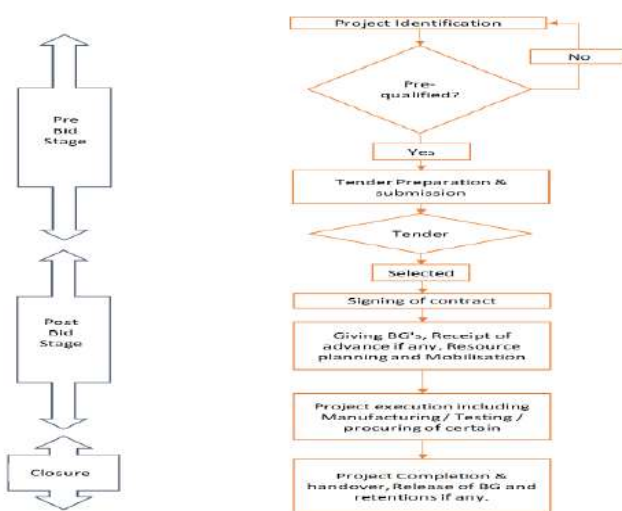 Project Identification
No
Pre-
qualified?
Pre
Bid
Stage
Yes
Tender Preparation &
submission
Tender
Selected
Signing of contract
Post
Bid
Stage
Giving BG's, Receipt of
advance if any, Resource
planning and Mobilisation
Project execution including
Manufacturing / Testing /
procuring of certain
Closure
Project Completion &
handover, Release of BG and
retentions if any.